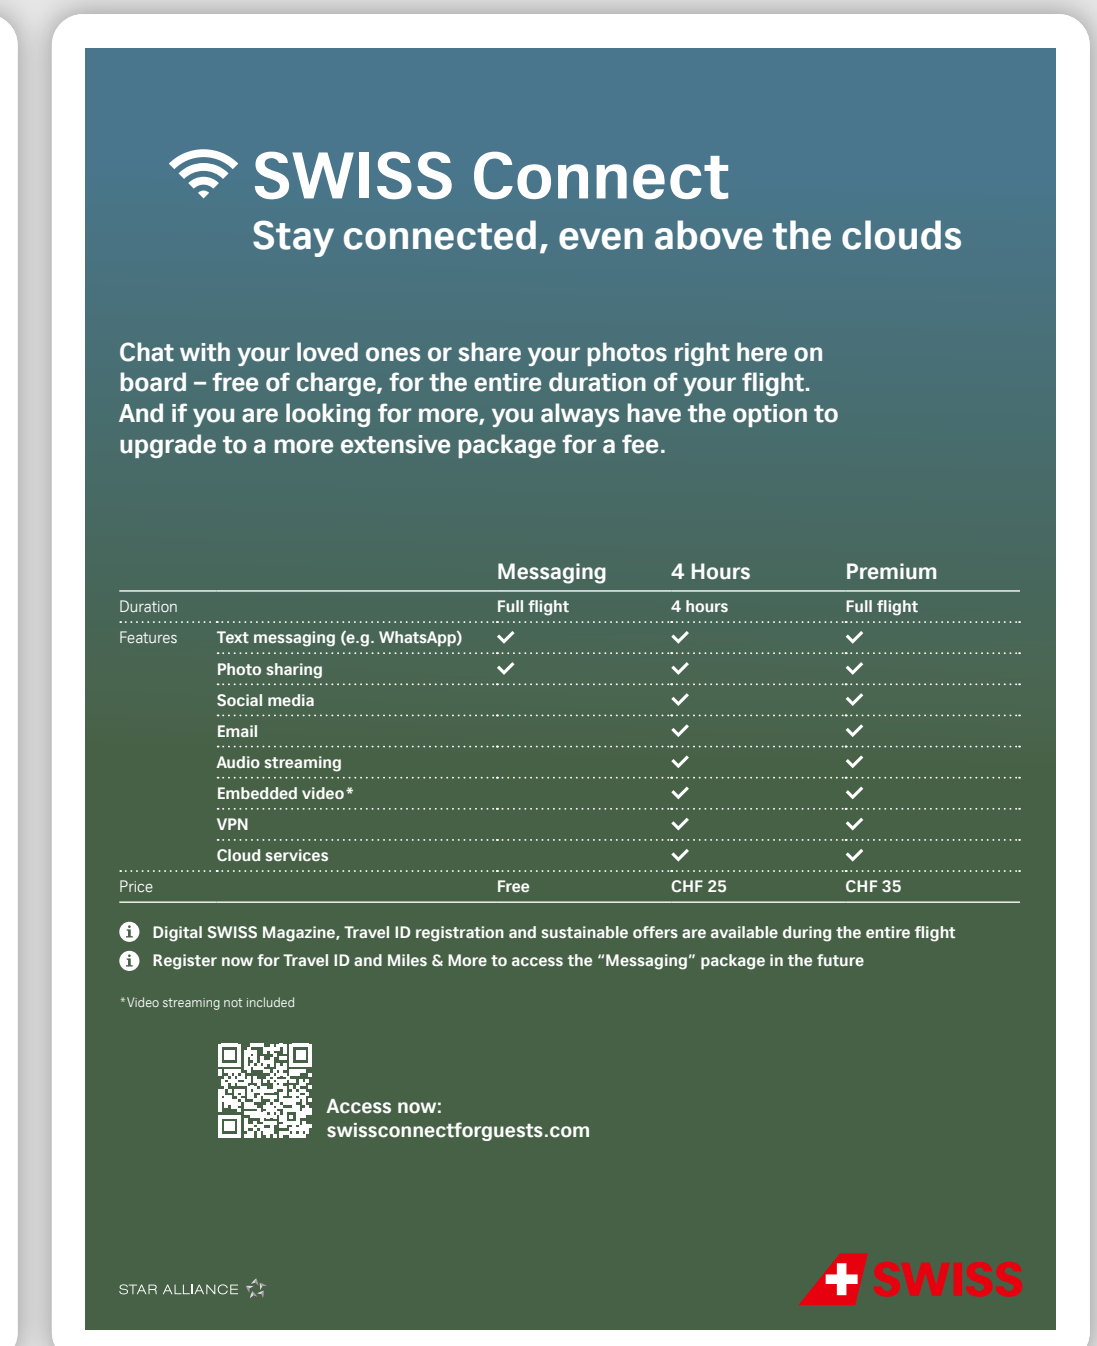 SWISS Connect
Stay connected, even above the clouds
Chat with your loved ones or share your photos right here on
board – free of charge, for the entire duration of your flight.
And if you are looking for more, you always have the option to
upgrade to a more extensive package for a fee.
Messaging 4 Hours Premium
Duration Full flight 4 hours Full flight
Features Text messaging (e.g. WhatsApp) ✓ ✓ ✓
Photo sharing ✓ ✓ ✓
Social media ✓ ✓
Email ✓ ✓
Audio streaming ✓ ✓
Embedded video* ✓ ✓
VPN ✓ ✓
Cloud services ✓ ✓
Price Free CHF 25 CHF 35
Digital SWISS Magazine, Travel ID registration and sustainable offers are available during the entire flight
Register now for Travel ID and Miles & More to access the “Messaging” package in the future
*Video streaming not included
Access now:
swissconnectforguests.com
STAR ALLIANCE
SWISS